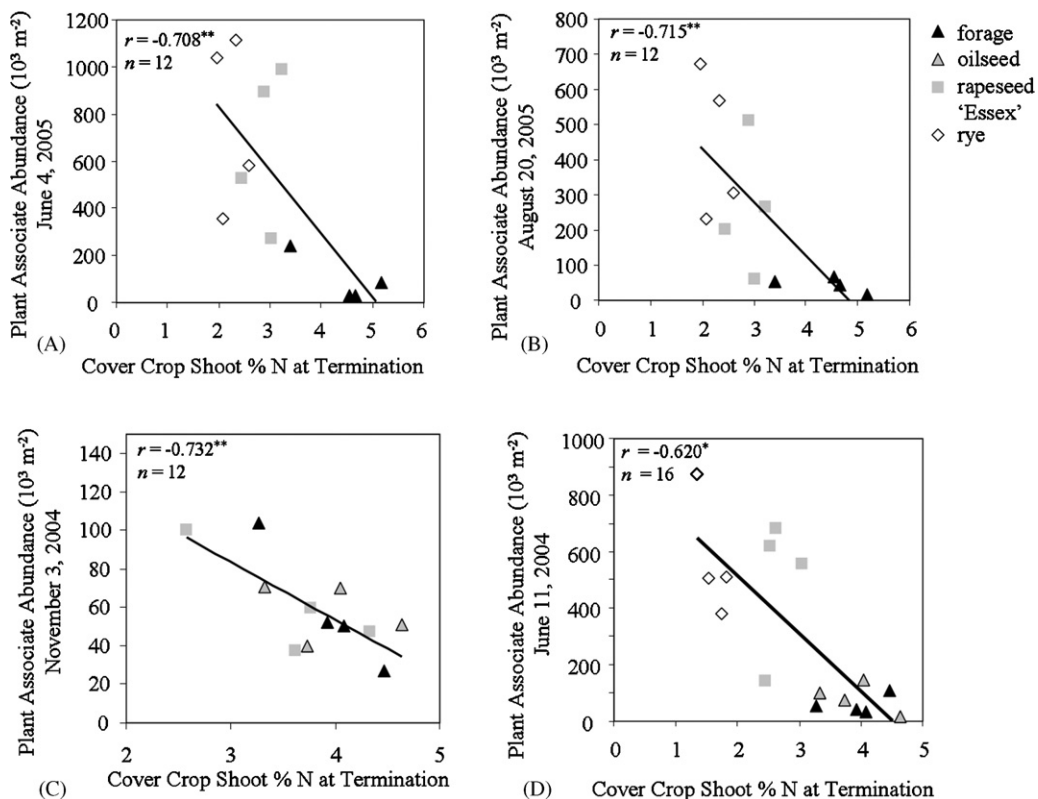 r = -0.708**
n = 12
Plant Associate Abundance (10³ m⁻²)
June 4, 2005
1200
1000
800
600
400
200
0
0 1 2 3 4 5 6
(A)
Cover Crop Shoot % N at Termination
r = -0.715**
n = 12
Plant Associate Abundance (10³ m⁻²)
August 20, 2005
800
700
600
500
400
300
200
100
0
0 1 2 3 4 5 6
(B)
Cover Crop Shoot % N at Termination
forage
oilseed
rapeseed
‘Essex’
rye
r = -0.732**
n = 12
Plant Associate Abundance (10³ m⁻²)
November 3, 2004
140
120
100
80
60
40
20
0
2 3 4 5
(C)
Cover Crop Shoot % N at Termination
r = -0.620*
n = 16
Plant Associate Abundance (10³ m⁻²)
June 11, 2004
1000
800
600
400
200
0
0 1 2 3 4 5
(D)
Cover Crop Shoot % N at Termination